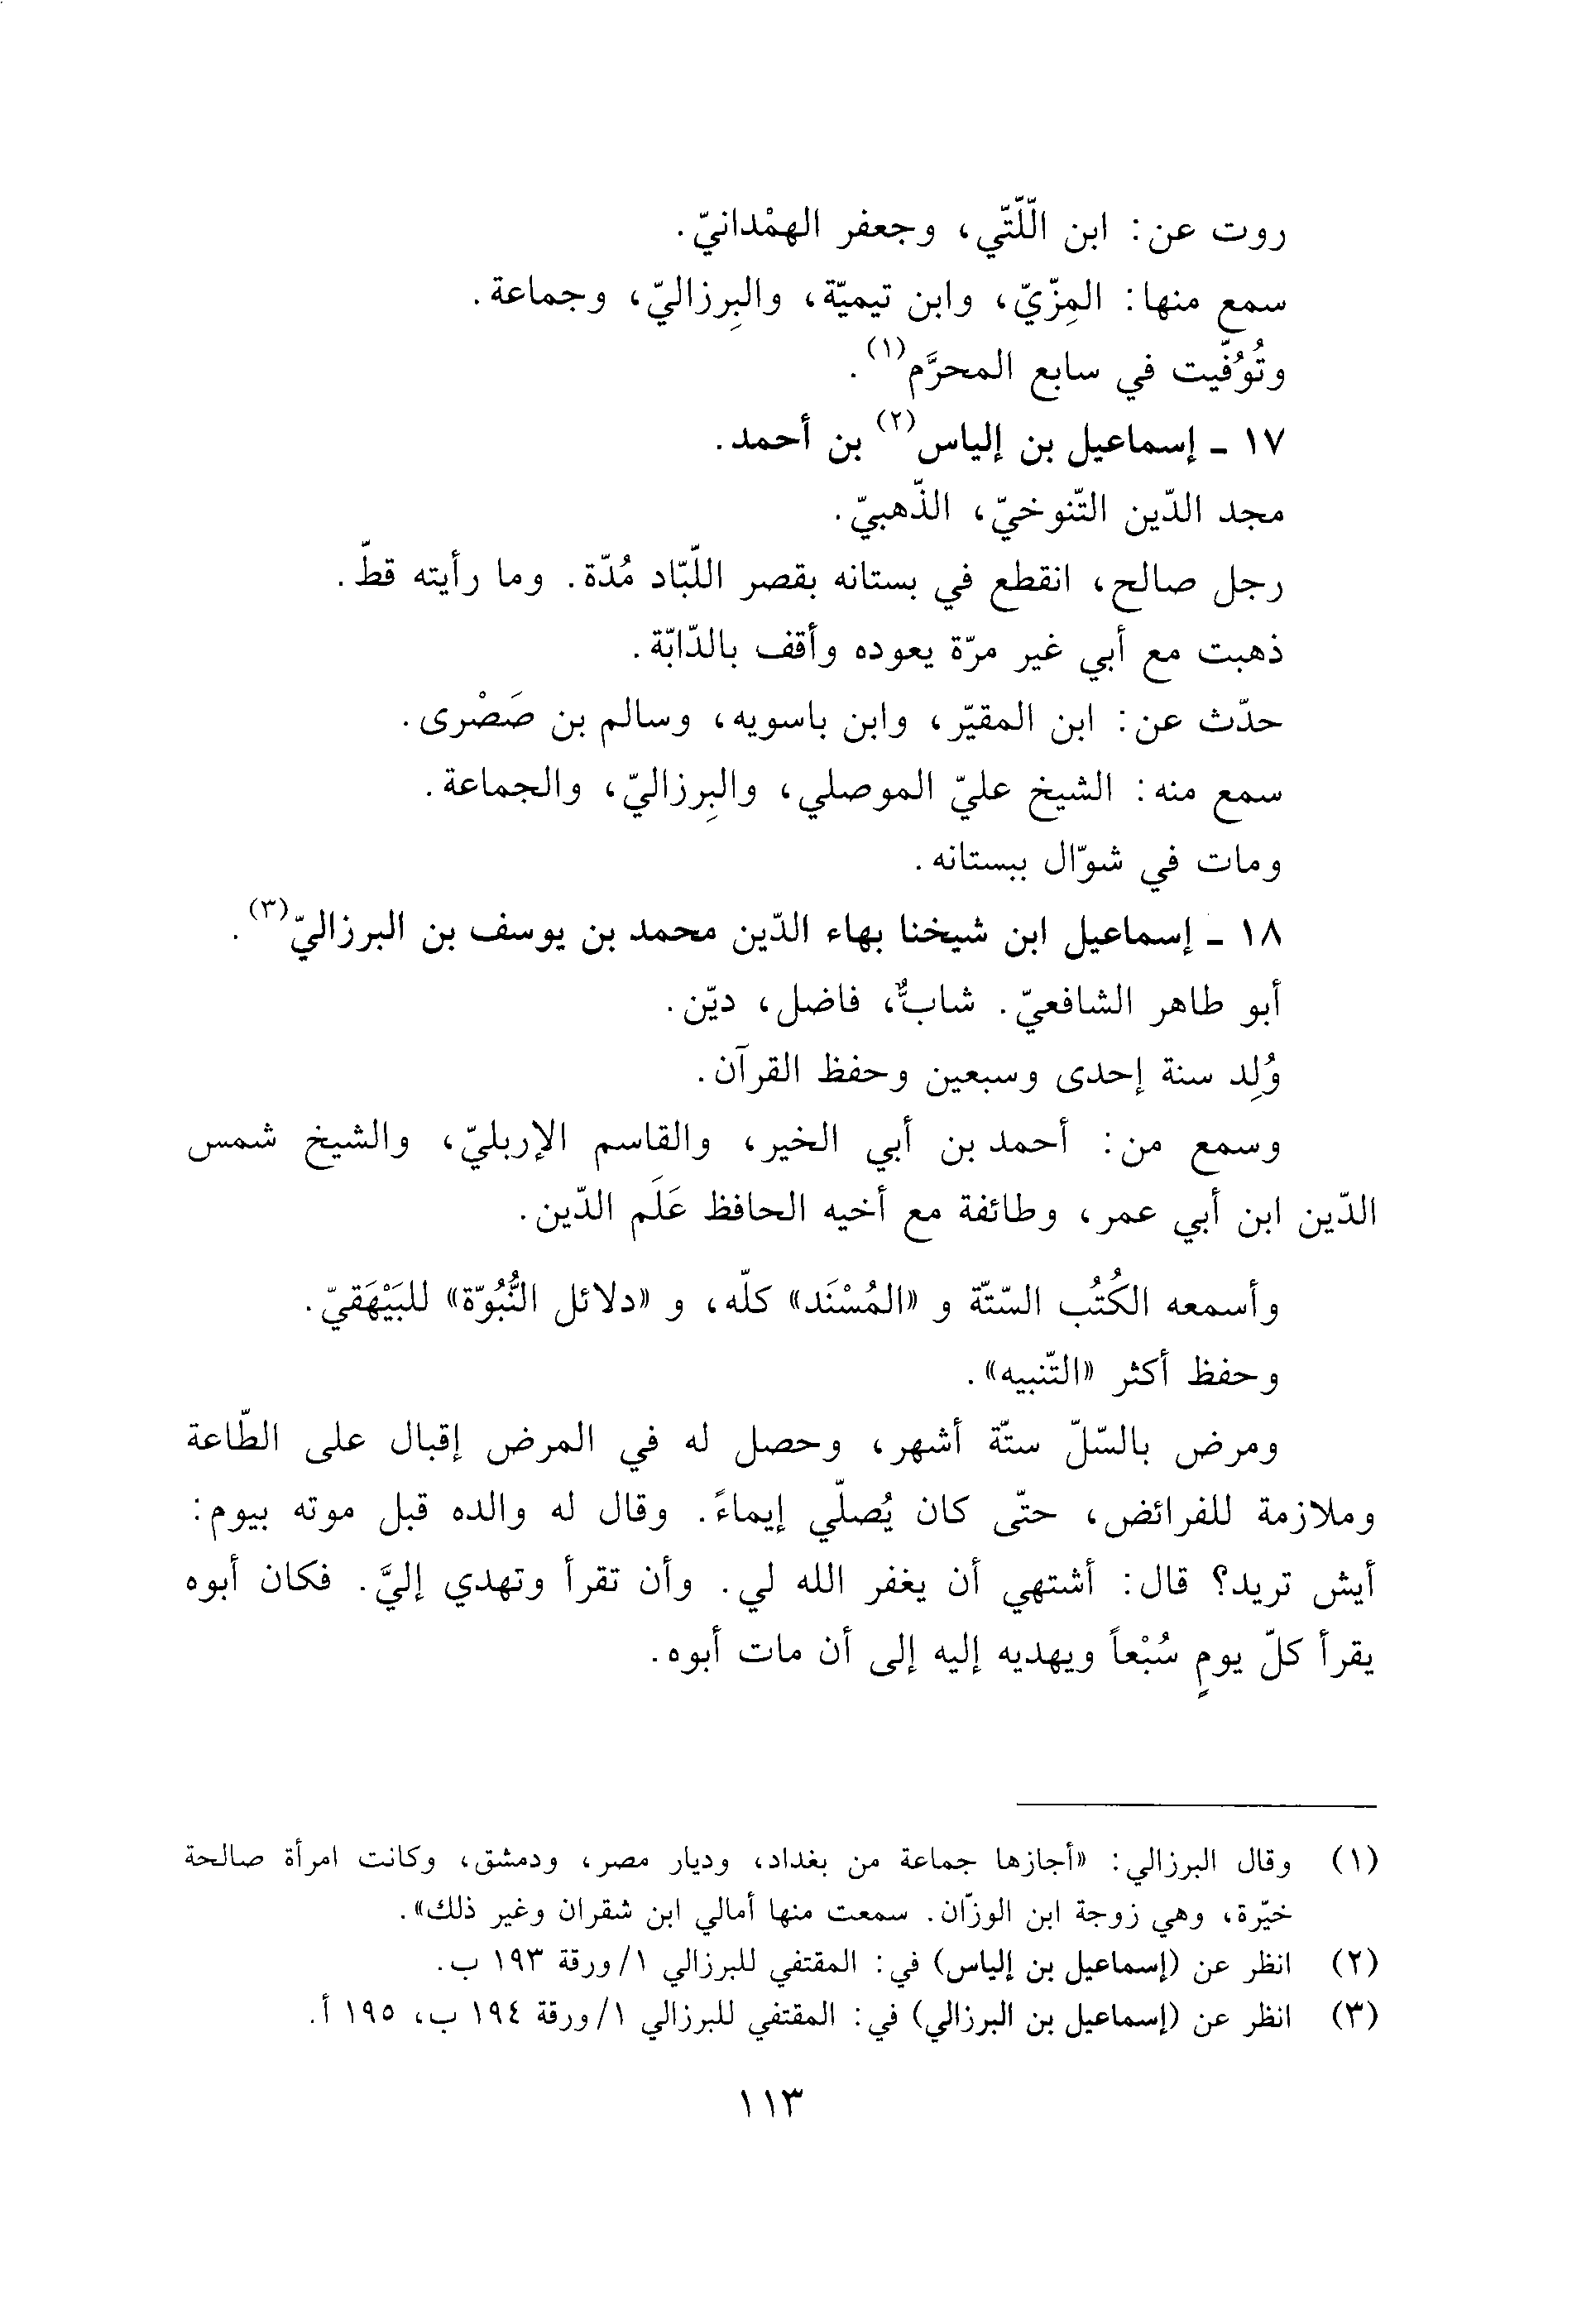 روت عن: ابن الّلّتّي، وجعفر الهمْدانيّ.
سمع منها: المِزّيّ، وابن تيميّة، والبِرزاليّ، وجماعة.
وتُوُفّيت في سابع المحرَّم(١).
١٧ ـ إسماعيل بن إلياس(٢) بن أحمد.
مجد الدّين التّنوخيّ، الذّهبيّ.
رجل صالح، انقطع في بستانه بقصر اللّبّاد مُدّة. وما رأيته قطّ.
ذهبت مع أبي غير مرّة يعوده وأقف بالدّابّة.
حدّث عن: ابن المقيّر، وابن باسويه، وسالم بن صَصْرى.
سمع منه: الشيخ عليّ الموصلي، والبِرزاليّ، والجماعة.
ومات في شوّال ببستانه.
١٨ ـ إسماعيل ابن شيخنا بهاء الدّين محمد بن يوسف بن البرزاليّ(٣).
أبو طاهر الشافعيّ. شابٌّ، فاضل، ديّن.
وُلِد سنة إحدى وسبعين وحفظ القرآن.
وسمع من: أحمد بن أبي الخير، والقاسم الإربليّ، والشيخ شمس
الدّين ابن أبي عمر، وطائفة مع أخيه الحافظ عَلَم الدّين.
وأسمعه الكُتُب السّتّة و «المُسْنَد» كلّه، و «دلائل النُّبُوّة» للبَيْهَقيّ.
وحفظ أكثر «التّنبيه».
ومرض بالسّلّ ستّة أشهر، وحصل له في المرض إقبال على الطّاعة
وملازمة للفرائض، حتّى كان يُصلّي إيماءً. وقال له والده قبل موته بيوم:
أيش تريد؟ قال: أشتهي أن يغفر الله لي. وأن تقرأ وتهدي إليَّ. فكان أبوه
يقرأ كلّ يومٍ سُبْعاً ويهديه إليه إلى أن مات أبوه.
(١) وقال البرزالي: «أجازها جماعة من بغداد، وديار مصر، ودمشق، وكانت امرأة صالحة
خيّرة، وهي زوجة ابن الوزّان. سمعت منها أمالي ابن شقران وغير ذلك».
(٢) انظر عن (إسماعيل بن إلياس) في: المقتفي للبرزالي ١/ورقة ١٩٣ ب.
(٣) انظر عن (إسماعيل بن البرزالي) في: المقتفي للبرزالي ١/ورقة ١٩٤ ب، ١٩٥ أ.
١١٣